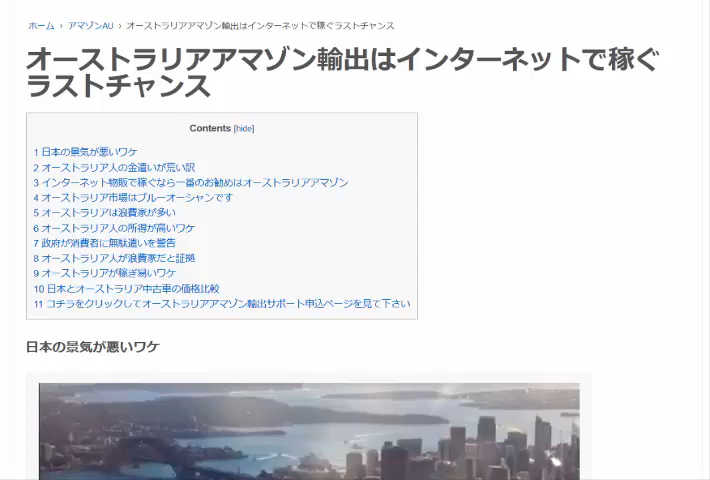 ホーム › アマゾンAU › オーストラリアアマゾン輸出はインターネットで稼ぐラストチャンス
オーストラリアアマゾン輸出はインターネットで稼ぐ
ラストチャンス
Contents [hide]
1 日本の景気が悪いワケ
2 オーストラリア人の金遣いが荒い訳
3 インターネット物販で稼ぐなら一番のお勧めはオーストラリアアマゾン
4 オーストラリア市場はブルーオーシャンです
5 オーストラリアは浪費家が多い
6 オーストラリア人の所得が高いワケ
7 政府が消費者に無駄遣いを警告
8 オーストラリア人が浪費家だと証拠
9 オーストラリアが稼ぎ易いワケ
10 日本とオーストラリア中古車の価格比較
11 コチラをクリックしてオーストラリアアマゾン輸出サポート申込ページを見て下さい
日本の景気が悪いワケ